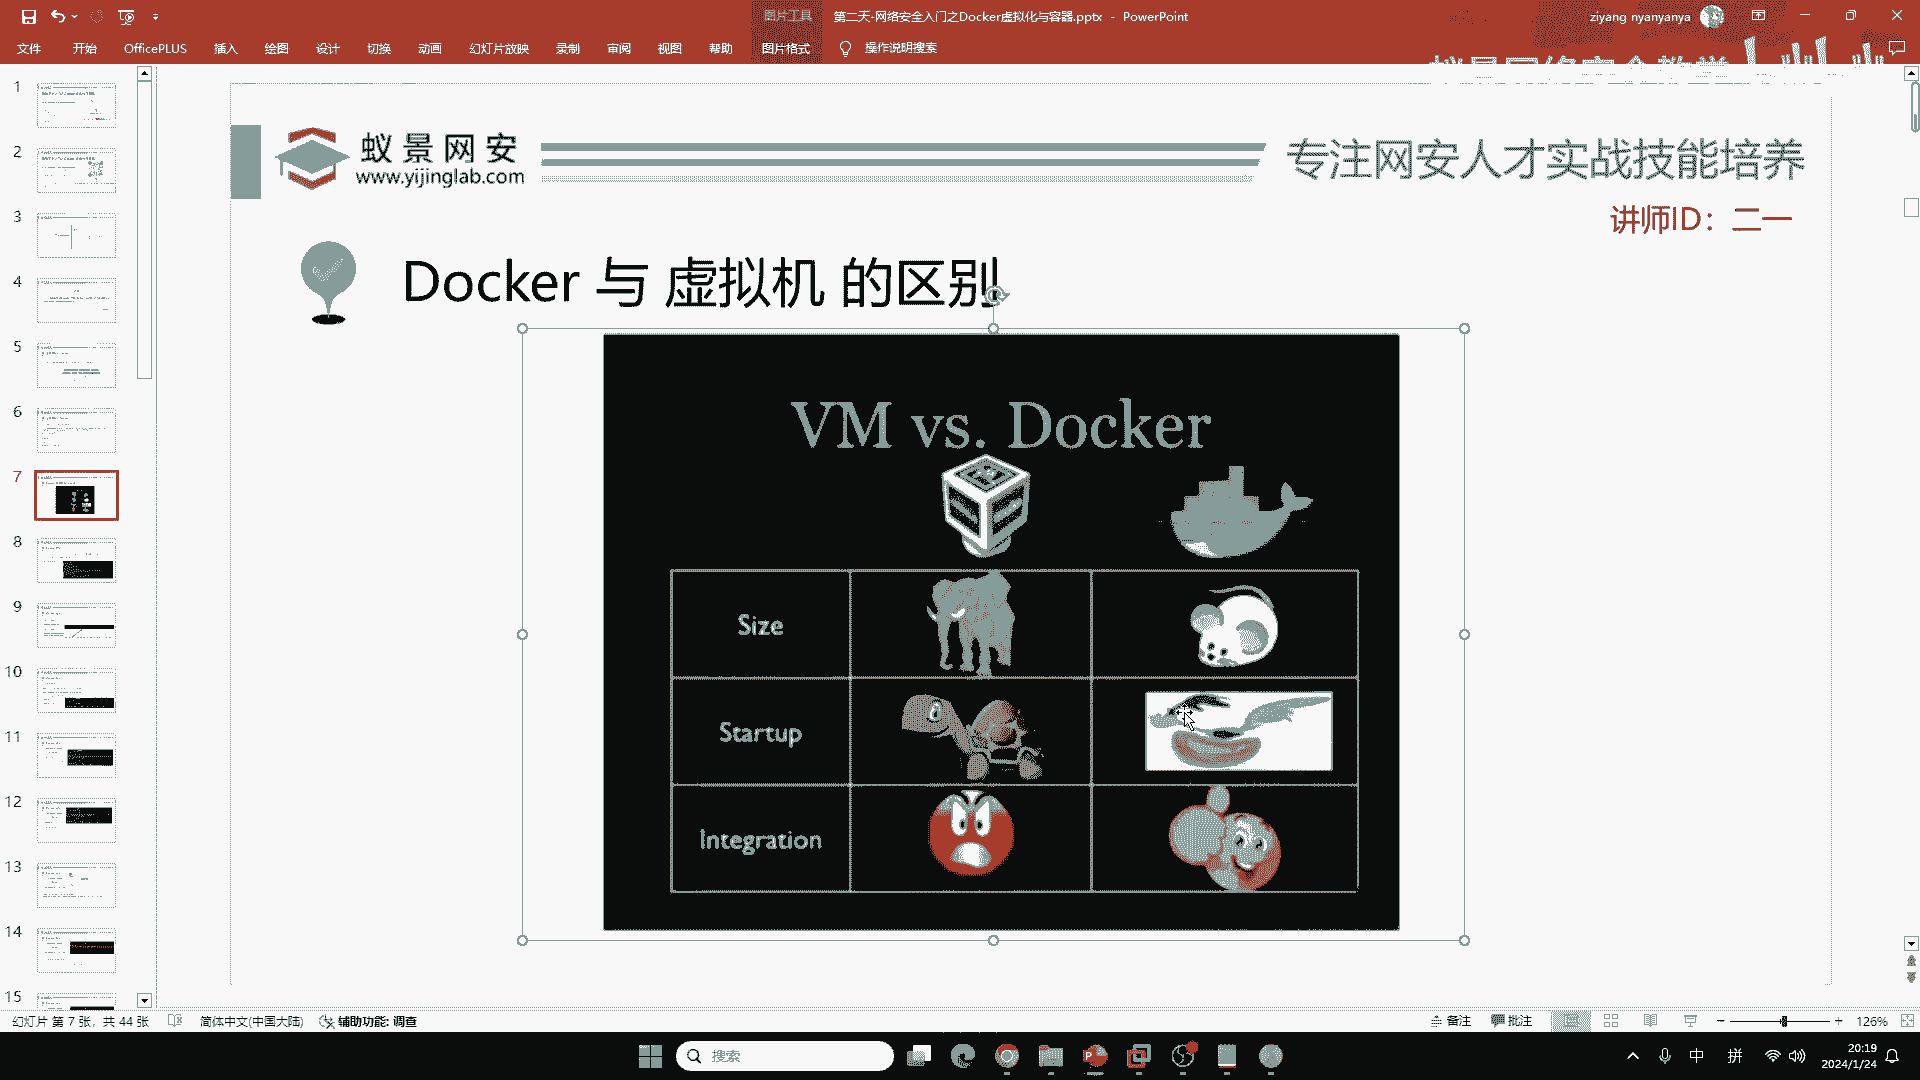 图片工具
第二天-网络安全入门之Docker虚拟化与容器.pptx - PowerPoint
ziyang nyanyanya
文件 开始 OfficePLUS 插入 绘图 设计 切换 动画 幻灯片放映 录制 审阅 视图 帮助 图片格式 操作说明搜索
蚁景网安
www.yijinglab.com
专注网安人才实战技能培养
讲师ID：二一
Docker 与 虚拟机 的区别
VM vs. Docker
Size
Startup
Integration
1
2
3
4
5
6
7
8
9
10
11
12
13
14
15
幻灯片 第 7 张，共 44 张 简体中文(中国大陆) 辅助功能: 调查 备注 批注 126%
搜索
中 拼
20:19
2024/1/24